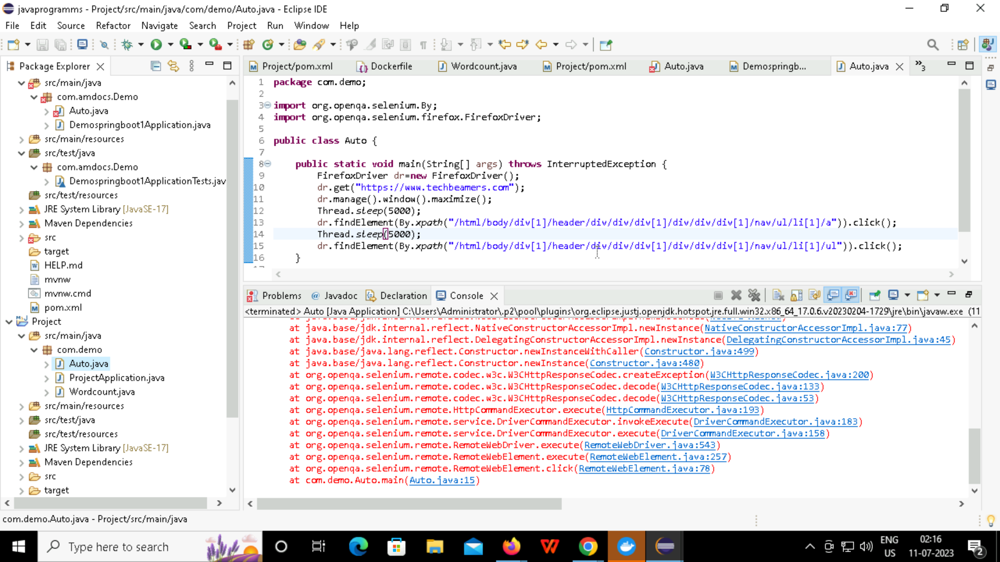 javaprogramms - Project/src/main/java/com/demo/Auto.java - Eclipse IDE
File Edit Source Refactor Navigate Search Project Run Window Help
Package Explorer
src/main/java
com.amdocs.Demo
Auto.java
Demospringboot1Application.java
src/main/resources
src/test/java
com.amdocs.Demo
Demospringboot1ApplicationTests.jav
src/test/resources
JRE System Library [JavaSE-17]
Maven Dependencies
src
target
HELP.md
mvnw
mvnw.cmd
pom.xml
Project
src/main/java
com.demo
Auto.java
ProjectApplication.java
Wordcount.java
src/main/resources
src/test/java
src/test/resources
JRE System Library [JavaSE-17]
Maven Dependencies
src
target
Project/pom.xml Dockerfile Wordcount.java Project/pom.xml Auto.java Demospringb... Auto.java »3
1 package com.demo;
2
3 import org.openqa.selenium.By;
4 import org.openqa.selenium.firefox.FirefoxDriver;
5
6 public class Auto {
7
8 public static void main(String[] args) throws InterruptedException {
9 FirefoxDriver dr=new FirefoxDriver();
10 dr.get("https://www.techbeamers.com");
11 dr.manage().window().maximize();
12 Thread.sleep(5000);
13 dr.findElement(By.xpath("/html/body/div[1]/header/div/div/div[1]/div/div/div[1]/nav/ul/li[1]/a")).click();
14 Thread.sleep(5000);
15 dr.findElement(By.xpath("/html/body/div[1]/header/div/div/div[1]/div/div/div[1]/nav/ul/li[1]/ul")).click();
16 }
Problems @ Javadoc Declaration Console
<terminated> Auto [Java Application] C:\Users\Administrator\.p2\pool\plugins\org.eclipse.justj.openjdk.hotspot.jre.full.win32.x86_64_17.0.6.v20230204-1729\jre\bin\javaw.exe (11
at java.base/jdk.internal.reflect.NativeConstructorAccessorImpl.newInstance(NativeConstructorAccessorImpl.java:77)
at java.base/jdk.internal.reflect.DelegatingConstructorAccessorImpl.newInstance(DelegatingConstructorAccessorImpl.java:45)
at java.base/java.lang.reflect.Constructor.newInstanceWithCaller(Constructor.java:499)
at java.base/java.lang.reflect.Constructor.newInstance(Constructor.java:480)
at org.openqa.selenium.remote.codec.w3c.W3CHttpResponseCodec.createException(W3CHttpResponseCodec.java:200)
at org.openqa.selenium.remote.codec.w3c.W3CHttpResponseCodec.decode(W3CHttpResponseCodec.java:133)
at org.openqa.selenium.remote.codec.w3c.W3CHttpResponseCodec.decode(W3CHttpResponseCodec.java:53)
at org.openqa.selenium.remote.HttpCommandExecutor.execute(HttpCommandExecutor.java:193)
at org.openqa.selenium.remote.service.DriverCommandExecutor.invokeExecute(DriverCommandExecutor.java:183)
at org.openqa.selenium.remote.service.DriverCommandExecutor.execute(DriverCommandExecutor.java:158)
at org.openqa.selenium.remote.RemoteWebDriver.execute(RemoteWebDriver.java:543)
at org.openqa.selenium.remote.RemoteWebElement.execute(RemoteWebElement.java:257)
at org.openqa.selenium.remote.RemoteWebElement.click(RemoteWebElement.java:78)
at com.demo.Auto.main(Auto.java:15)
com.demo.Auto.java - Project/src/main/java
Type here to search
ENG
US
02:16
11-07-2023
2